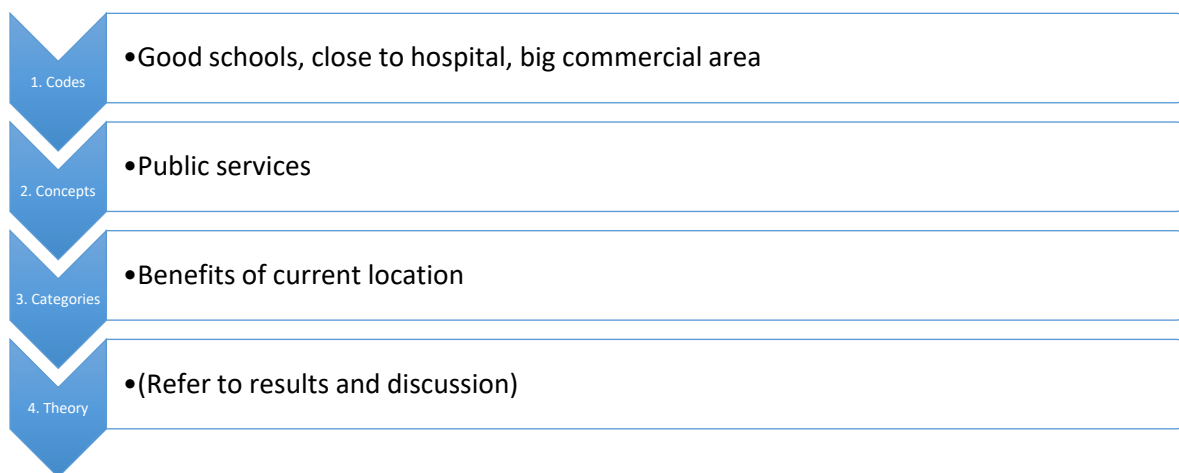 1. Codes
•Good schools, close to hospital, big commercial area
2. Concepts
•Public services
3. Categories
•Benefits of current location
4. Theory
•(Refer to results and discussion)